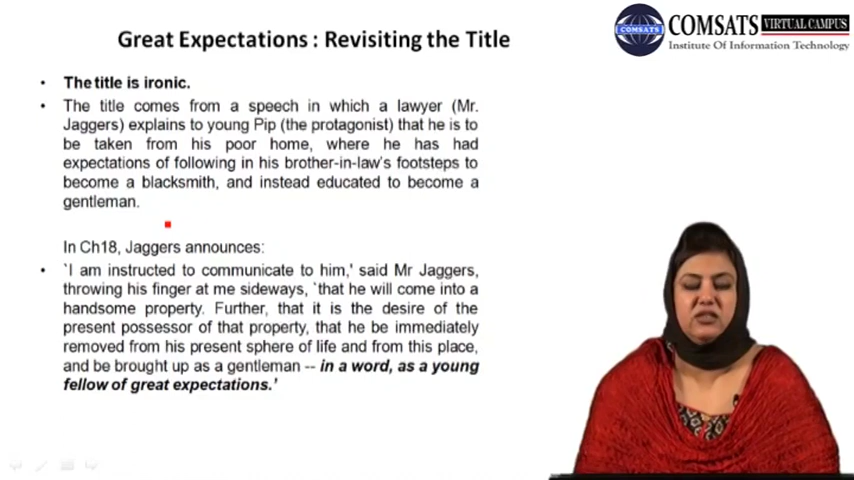 Great Expectations : Revisiting the Title
COMSATS VIRTUAL CAMPUS
COMSATS
Institute Of Information Technology
• The title is ironic.
• The title comes from a speech in which a lawyer (Mr.
Jaggers) explains to young Pip (the protagonist) that he is to
be taken from his poor home, where he has had
expectations of following in his brother-in-law's footsteps to
become a blacksmith, and instead educated to become a
gentleman.
In Ch18, Jaggers announces:
• `I am instructed to communicate to him,' said Mr Jaggers,
throwing his finger at me sideways, `that he will come into a
handsome property. Further, that it is the desire of the
present possessor of that property, that he be immediately
removed from his present sphere of life and from this place,
and be brought up as a gentleman -- in a word, as a young
fellow of great expectations.'